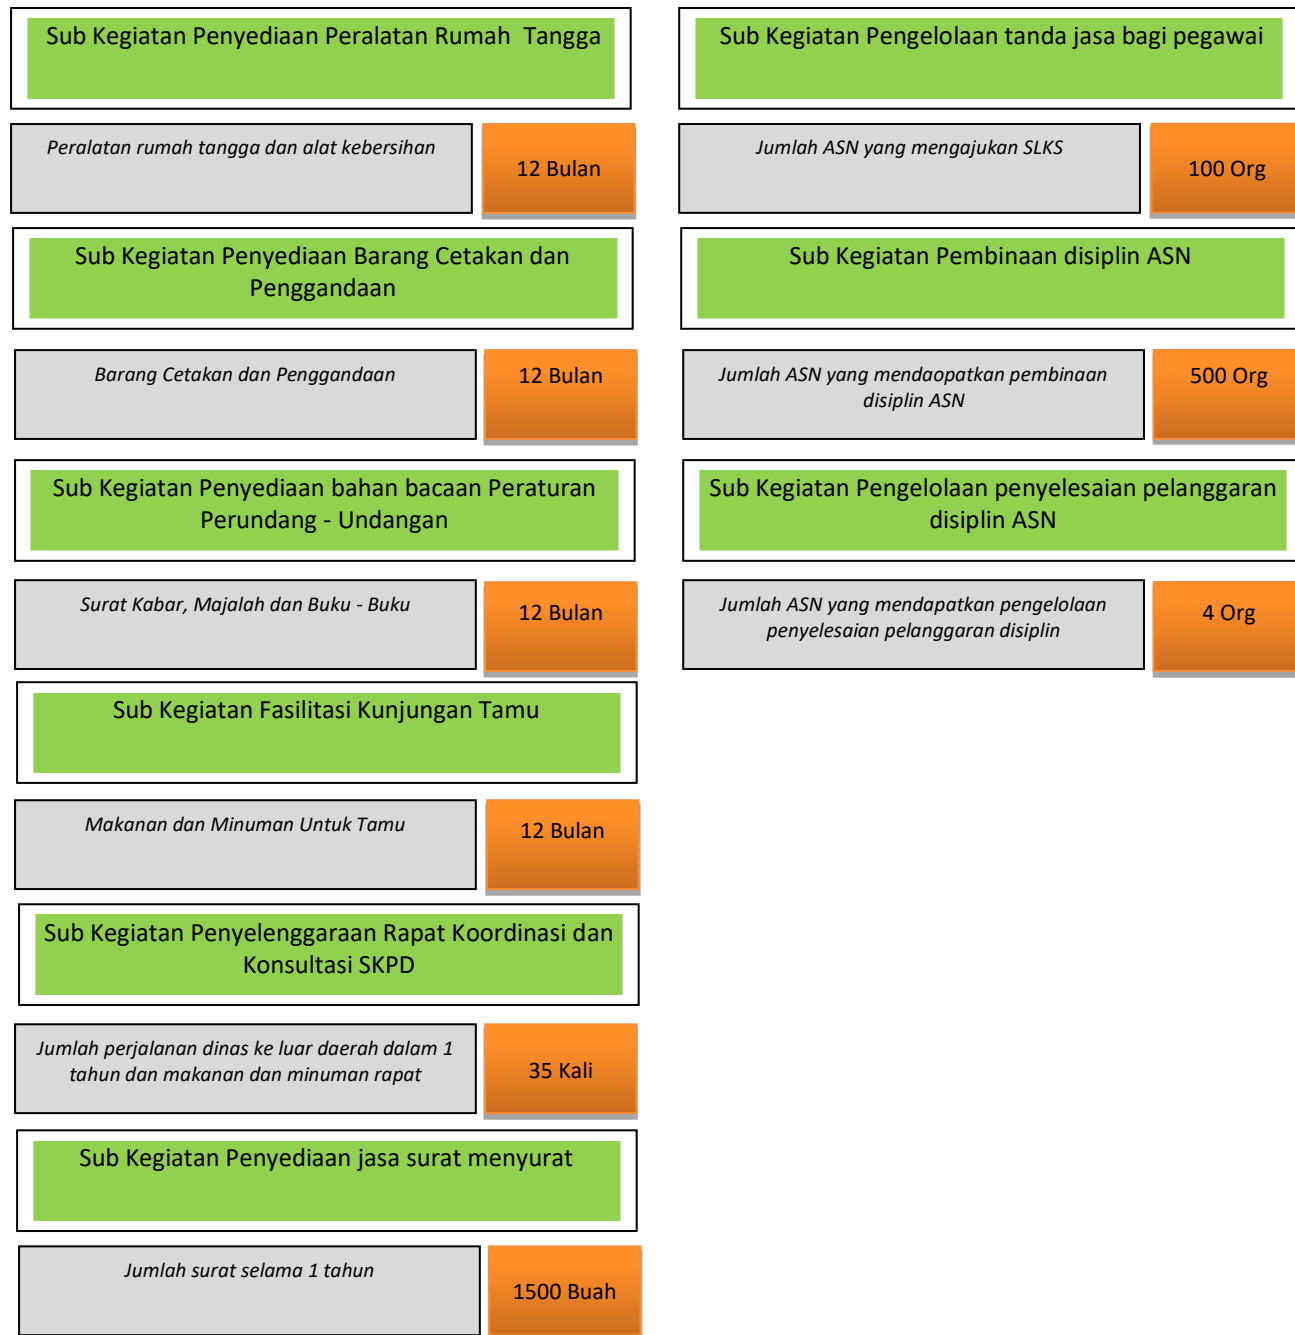 Sub Kegiatan Penyediaan Peralatan Rumah  Tangga
Peralatan rumah tangga dan alat kebersihan
12 Bulan
Sub Kegiatan Penyediaan Barang Cetakan dan
Penggandaan
Barang Cetakan dan Penggandaan
12 Bulan
Sub Kegiatan Penyediaan bahan bacaan Peraturan
Perundang - Undangan
Surat Kabar, Majalah dan Buku - Buku
12 Bulan
Sub Kegiatan Fasilitasi Kunjungan Tamu
Makanan dan Minuman Untuk Tamu
12 Bulan
Sub Kegiatan Penyelenggaraan Rapat Koordinasi dan
Konsultasi SKPD
Jumlah perjalanan dinas ke luar daerah dalam 1
tahun dan makanan dan minuman rapat
35 Kali
Sub Kegiatan Penyediaan jasa surat menyurat
Jumlah surat selama 1 tahun
1500 Buah
Sub Kegiatan Pengelolaan tanda jasa bagi pegawai
Jumlah ASN yang mengajukan SLKS
100 Org
Sub Kegiatan Pembinaan disiplin ASN
Jumlah ASN yang mendaopatkan pembinaan
disiplin ASN
500 Org
Sub Kegiatan Pengelolaan penyelesaian pelanggaran
disiplin ASN
Jumlah ASN yang mendapatkan pengelolaan
penyelesaian pelanggaran disiplin
4 Org